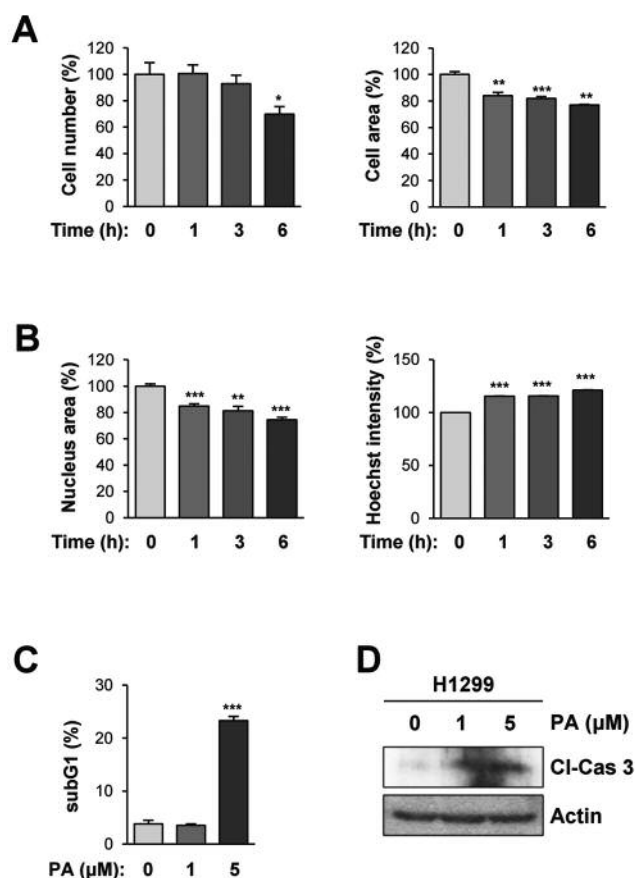 A
Cell number (%)
120
100
80
60
40
20
0
*
Time (h): 0 1 3 6
Cell area (%)
120
100
80
60
40
20
0
** *** **
Time (h): 0 1 3 6
B
Nucleus area (%)
120
100
80
60
40
20
0
*** ** ***
Time (h): 0 1 3 6
Hoechst intensity (%)
150
100
50
0
*** *** ***
Time (h): 0 1 3 6
C
subG1 (%)
30
20
10
0
***
PA (μM): 0 1 5
D
H1299
0 1 5 PA (μM)
Cl-Cas 3
Actin